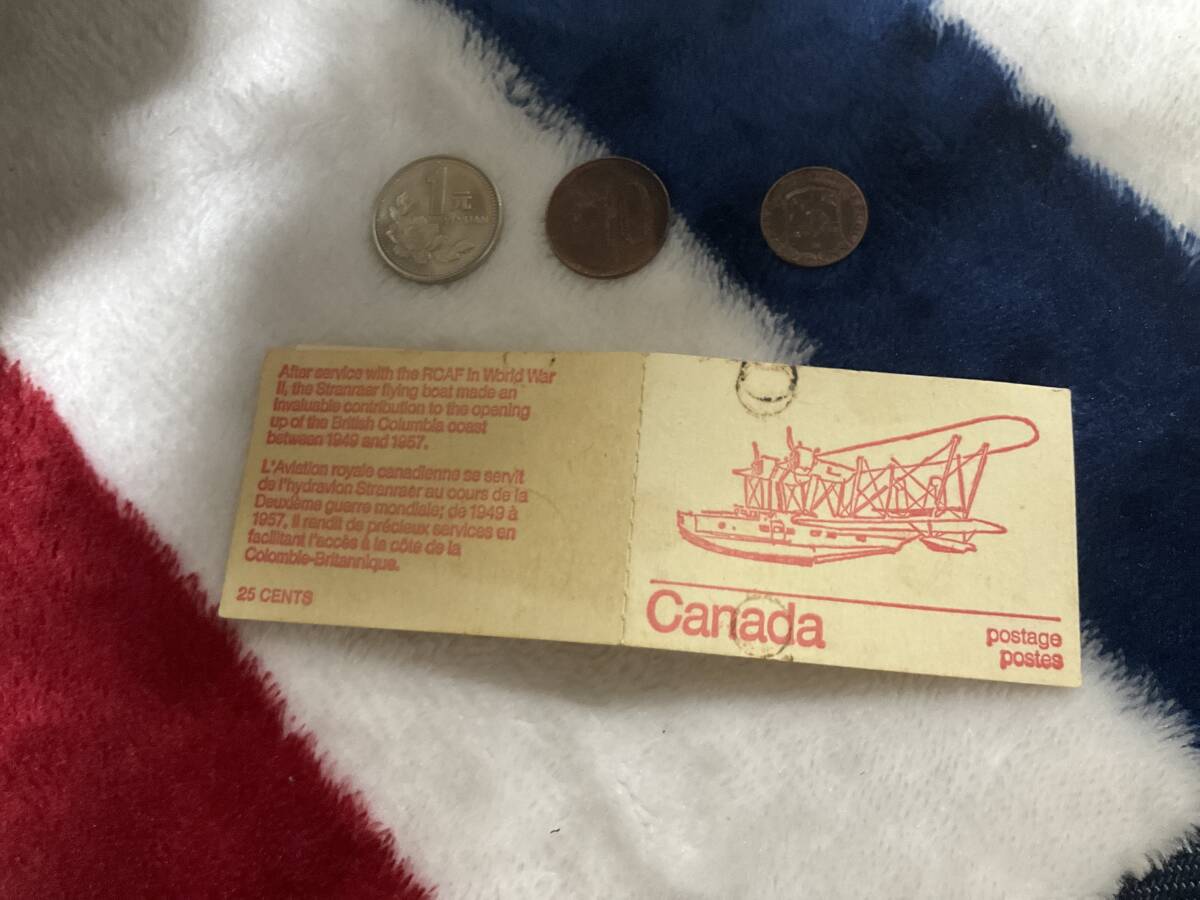 1元
YI YUAN
After service with the RCAF in World War
II, the Stranraer flying boat made an
invaluable contribution to the opening
up of the British Columbia coast
between 1949 and 1957.
L'Aviation royale canadienne se servit
de l'hydravion Stranraer au cours de la
Deuxième guerre mondiale; de 1949 à
1957, il rendit de précieux services en
facilitant l'accès à la côte de la
Colombie-Britannique.
25 CENTS
Canada
postage
postes